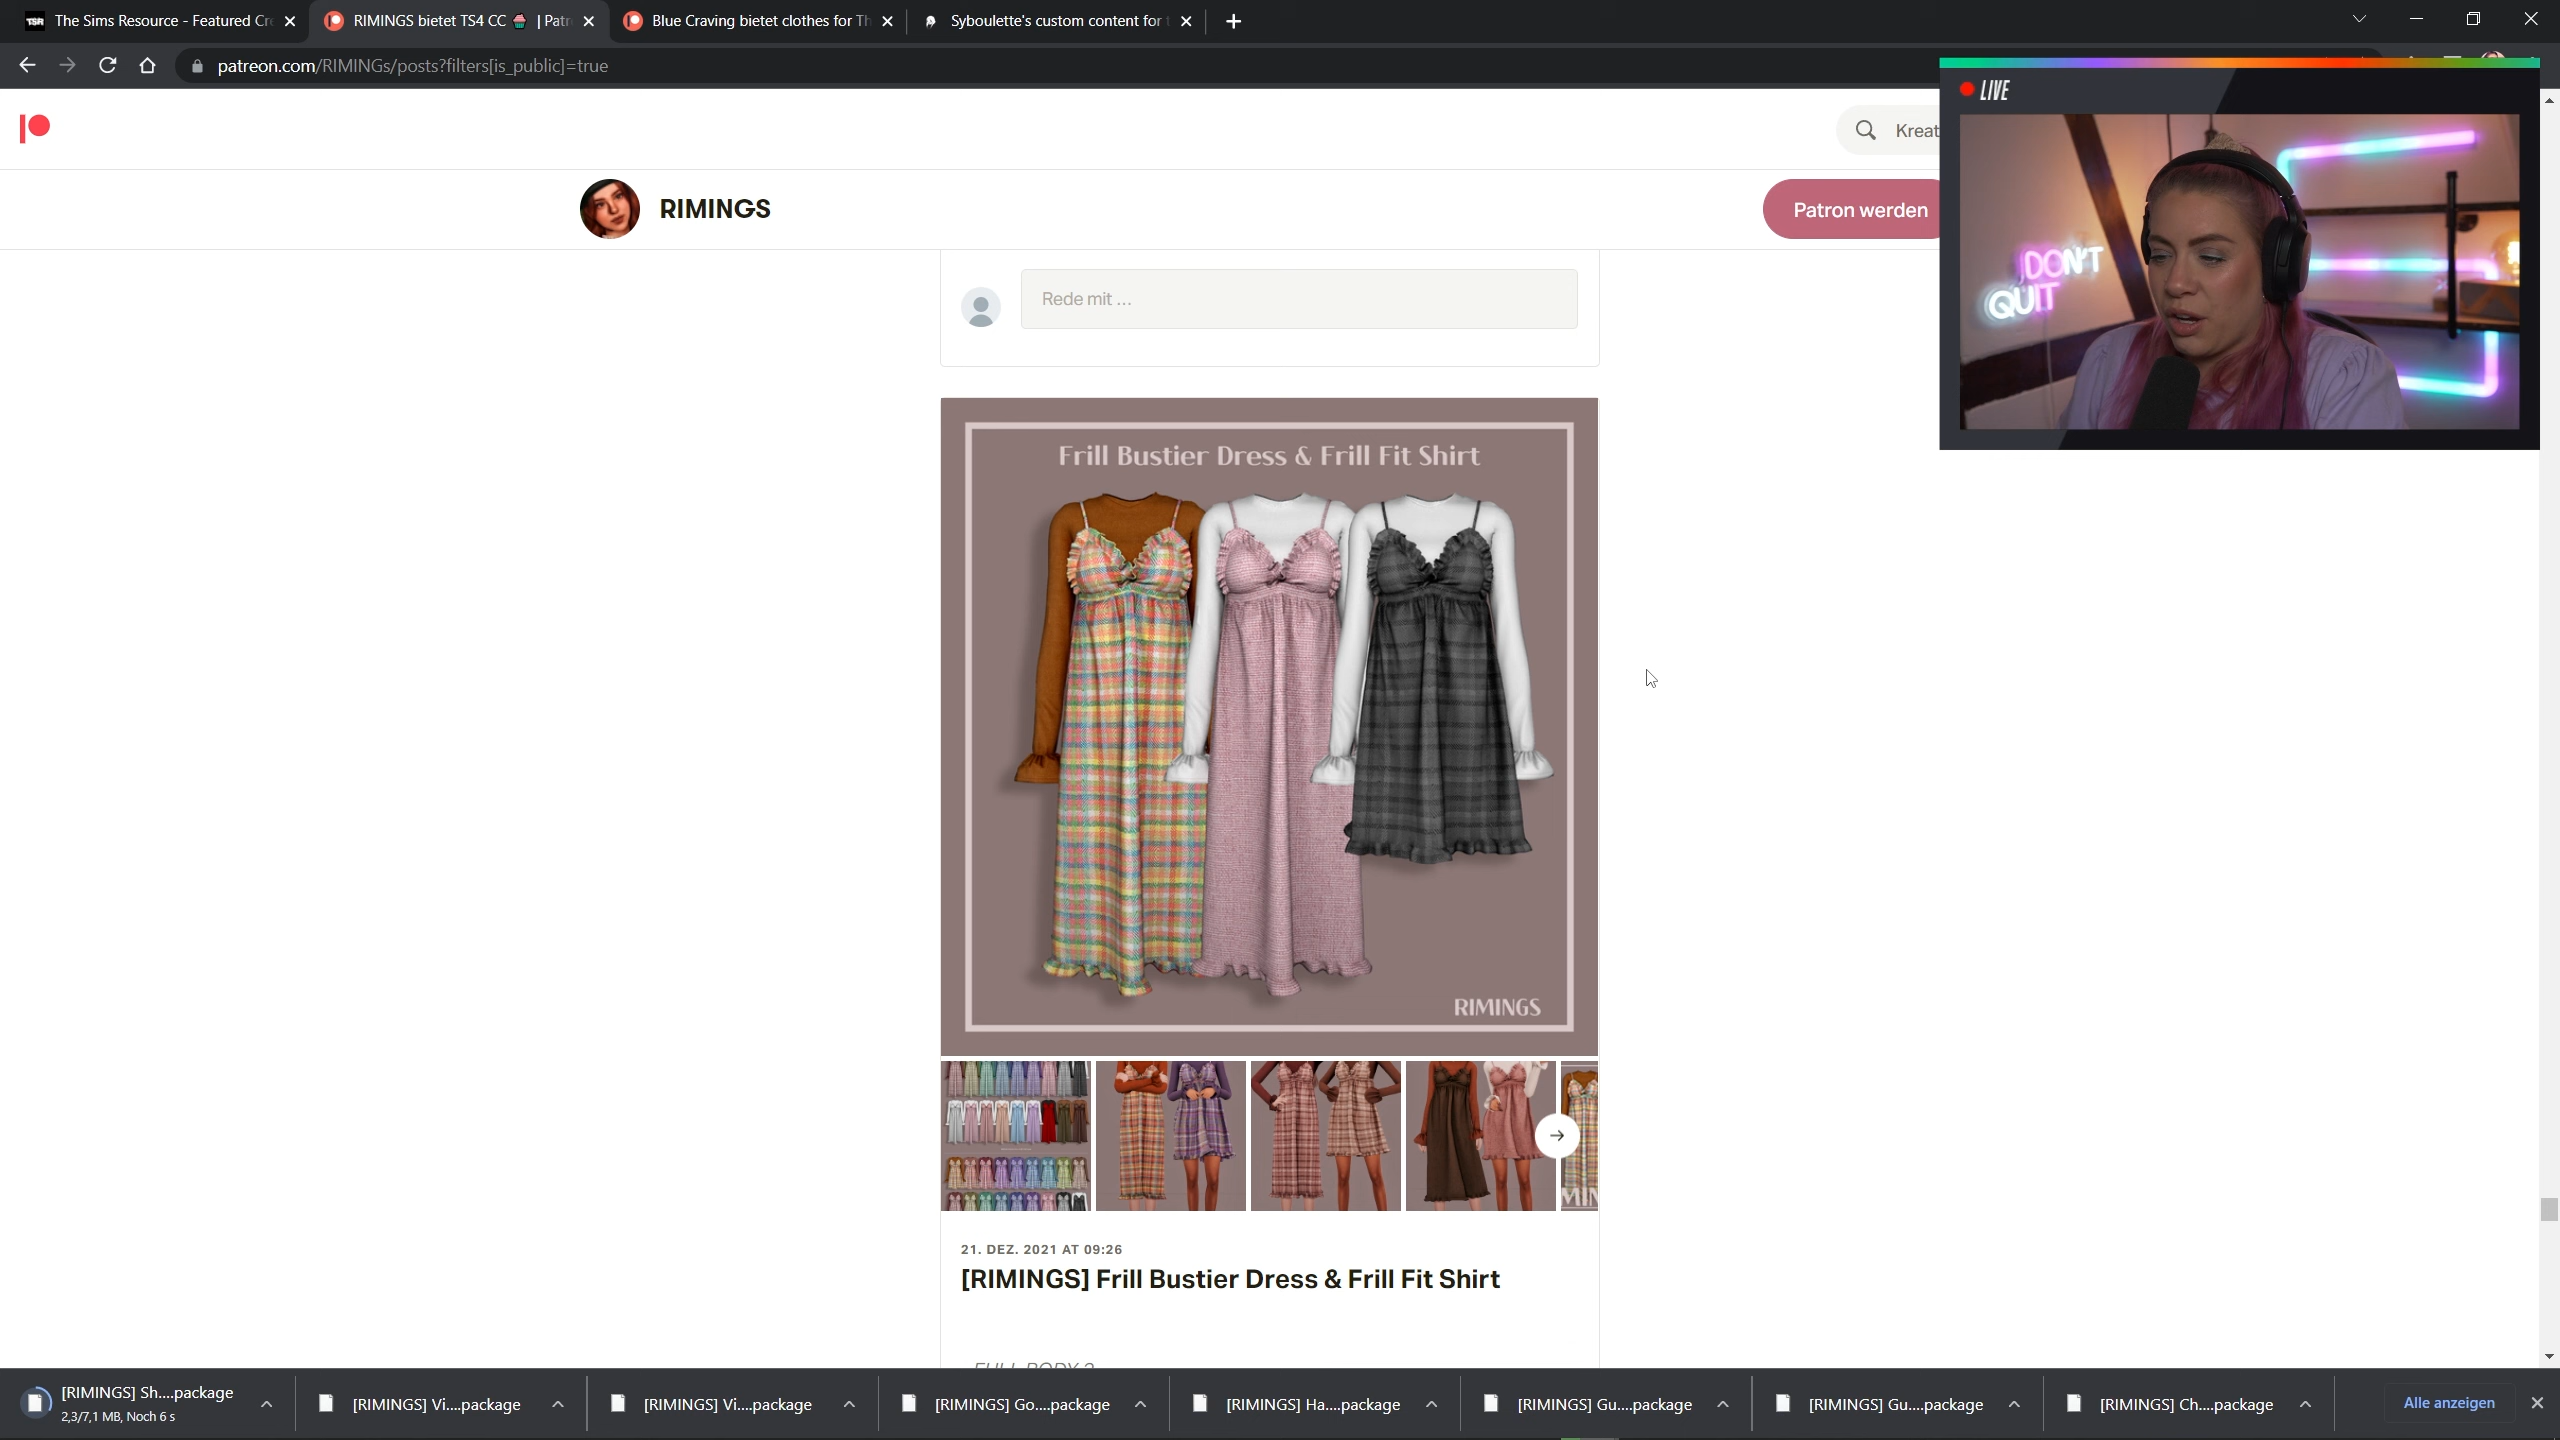 The Sims Resource - Featured Cr
RIMINGS bietet TS4 CC 🧁 | Patr
Blue Craving bietet clothes for Th
Syboulette's custom content for t
patreon.com/RIMINGs/posts?filters[is_public]=true
LIVE
Kreat
RIMINGS
Patron werden
DON'T
QUIT
Rede mit ...
Frill Bustier Dress & Frill Fit Shirt
RIMINGS
21. DEZ. 2021 AT 09:26
[RIMINGS] Frill Bustier Dress & Frill Fit Shirt
FULL BODY 2
[RIMINGS] Sh....package
2,3/7,1 MB, Noch 6 s
[RIMINGS] Vi....package
[RIMINGS] Vi....package
[RIMINGS] Go....package
[RIMINGS] Ha....package
[RIMINGS] Gu....package
[RIMINGS] Gu....package
[RIMINGS] Ch....package
Alle anzeigen